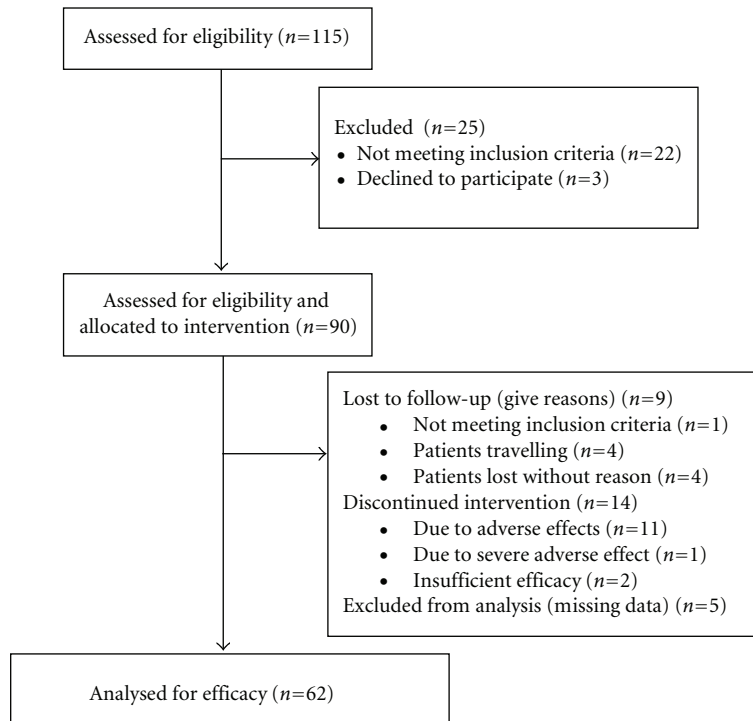 Assessed for eligibility (n=115)
Excluded (n=25)
• Not meeting inclusion criteria (n=22)
• Declined to participate (n=3)
Assessed for eligibility and
allocated to intervention (n=90)
Lost to follow-up (give reasons) (n=9)
• Not meeting inclusion criteria (n=1)
• Patients travelling (n=4)
• Patients lost without reason (n=4)
Discontinued intervention (n=14)
• Due to adverse effects (n=11)
• Due to severe adverse effect (n=1)
• Insufficient efficacy (n=2)
Excluded from analysis (missing data) (n=5)
Analysed for efficacy (n=62)